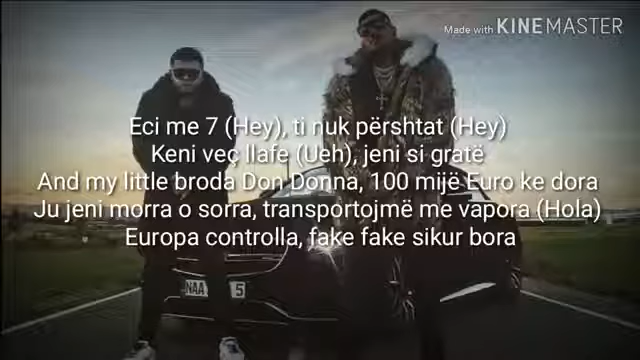 Made with KINEMASTER
Eci me 7 (Hey), ti nuk përshtat (Hey)
Keni veç llafe (Ueh), jeni si gratë
And my little broda Don Donna, 100 mijë Euro ke dora
Ju jeni morra o sorra, transportojmë me vapora (Hola)
Europa controlla, fake fake sikur bora
NAA 5